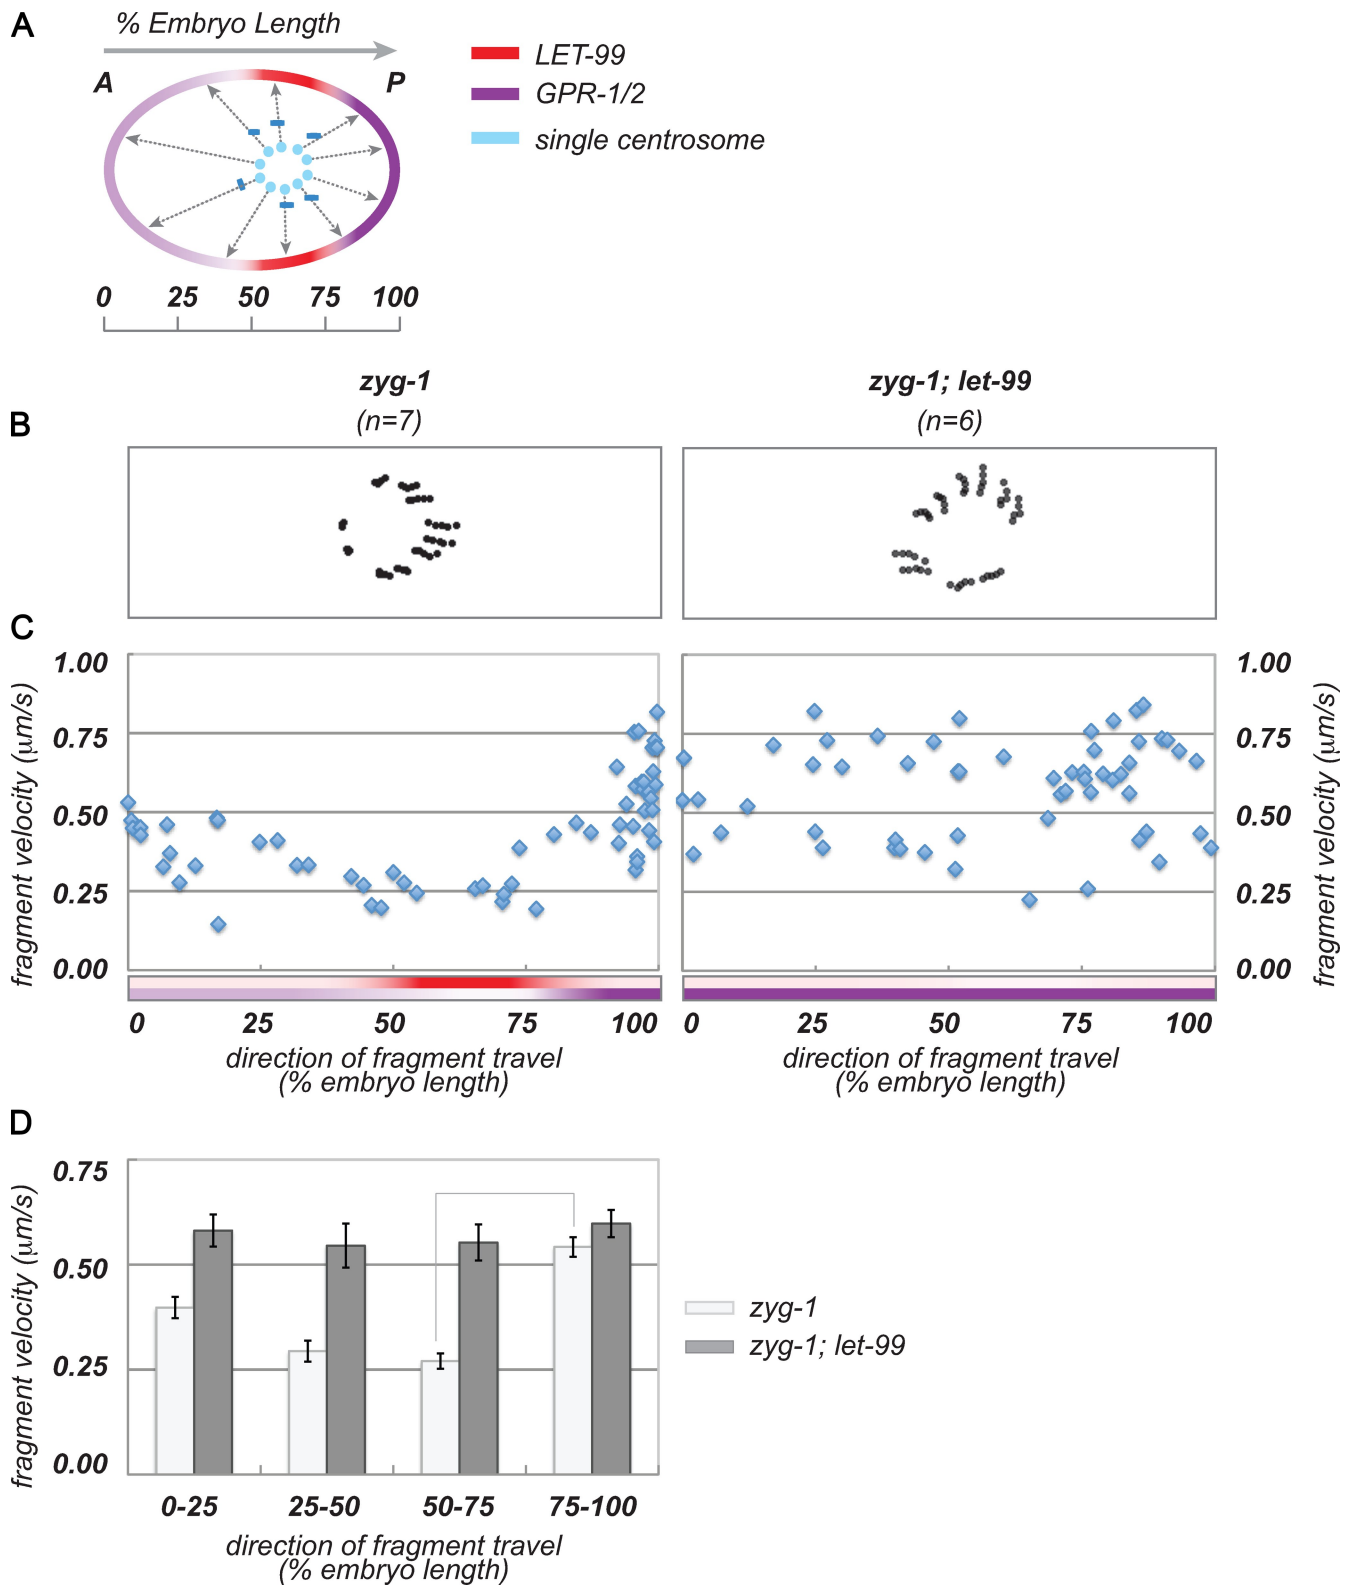 A
% Embryo Length
A
P
LET-99
GPR-1/2
single centrosome
0 25 50 75 100
zyg-1
(n=7)
zyg-1; let-99
(n=6)
B
C
1.00
0.75
0.50
0.25
0.00
fragment velocity (μm/s)
1.00
0.75
0.50
0.25
0.00
fragment velocity (μm/s)
0 25 50 75 100
direction of fragment travel
(% embryo length)
0 25 50 75 100
direction of fragment travel
(% embryo length)
D
0.75
0.50
0.25
0.00
fragment velocity (μm/s)
zyg-1
zyg-1; let-99
0-25 25-50 50-75 75-100
direction of fragment travel
(% embryo length)